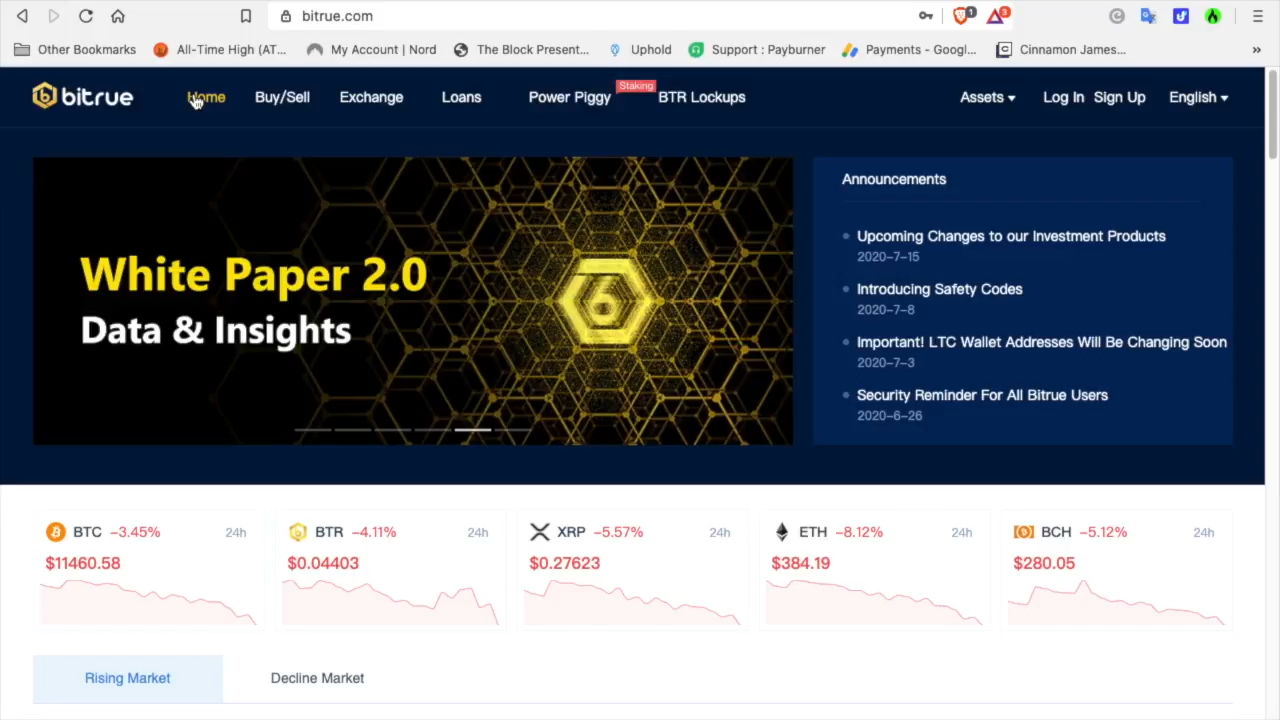 bitrue.com
1
3
Other Bookmarks
All-Time High (AT...
My Account | Nord
The Block Present...
Uphold
Support : Payburner
Payments - Googl...
Cinnamon James...
»
bitrue
Home
Buy/Sell
Exchange
Loans
Power Piggy
Staking
BTR Lockups
Assets
Log In
Sign Up
English
White Paper 2.0
Data & Insights
Announcements
Upcoming Changes to our Investment Products
2020-7-15
Introducing Safety Codes
2020-7-8
Important! LTC Wallet Addresses Will Be Changing Soon
2020-7-3
Security Reminder For All Bitrue Users
2020-6-26
BTC -3.45% 24h
$11460.58
BTR -4.11% 24h
$0.04403
XRP -5.57% 24h
$0.27623
ETH -8.12% 24h
$384.19
BCH -5.12% 24h
$280.05
Rising Market
Decline Market